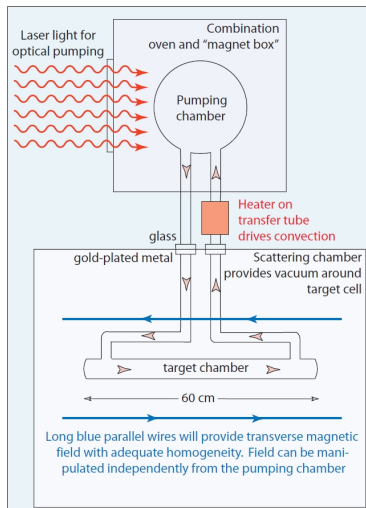 Laser light for
optical pumping
Combination
oven and "magnet box"
Pumping
chamber
Heater on
transfer tube
drives convection
glass
gold-plated metal
Scattering chamber
provides vacuum around
target cell
target chamber
60 cm
Long blue parallel wires will provide transverse magnetic
field with adequate homogeneity. Field can be mani-
pulated independently from the pumping chamber